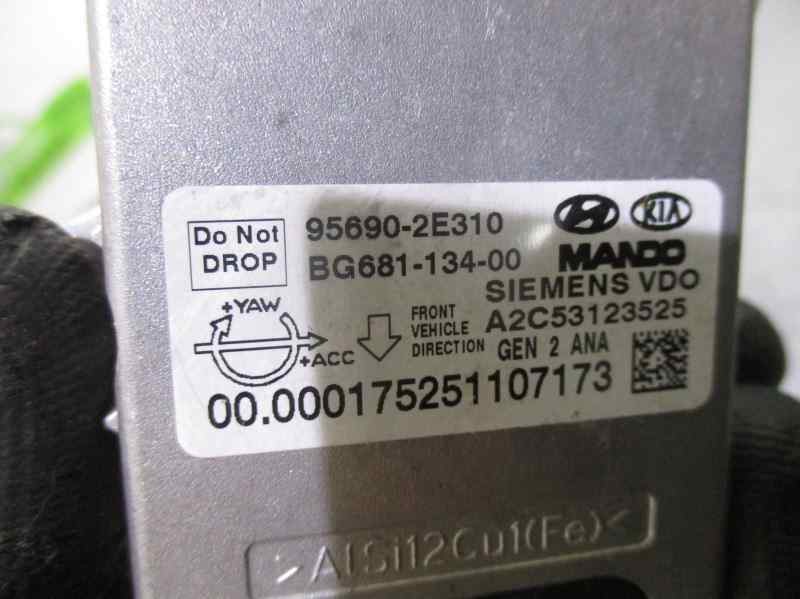 Do Not
DROP
95690-2E310
KIA
BG681-134-00
MANDO
SIEMENS VDO
+YAW
+ACC
FRONT
VEHICLE
DIRECTION
A2C53123525
GEN 2 ANA
00.000175251107173
>AlSi12Cu1(Fe)<